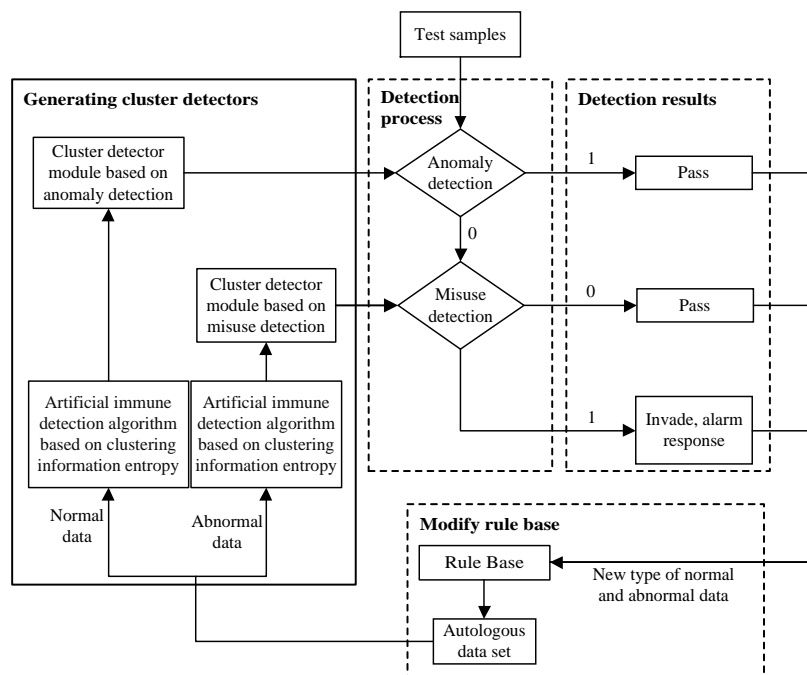 Test samples
Generating cluster detectors
Detection
process
Detection results
Cluster detector
module based on
anomaly detection
Anomaly
detection
1
Pass
0
Cluster detector
module based on
misuse detection
Misuse
detection
0
Pass
Artificial immune
detection algorithm
based on clustering
information entropy
Artificial immune
detection algorithm
based on clustering
information entropy
1
Invade, alarm
response
Normal
data
Abnormal
data
Modify rule base
Rule Base
New type of normal
and abnormal data
Autologous
data set